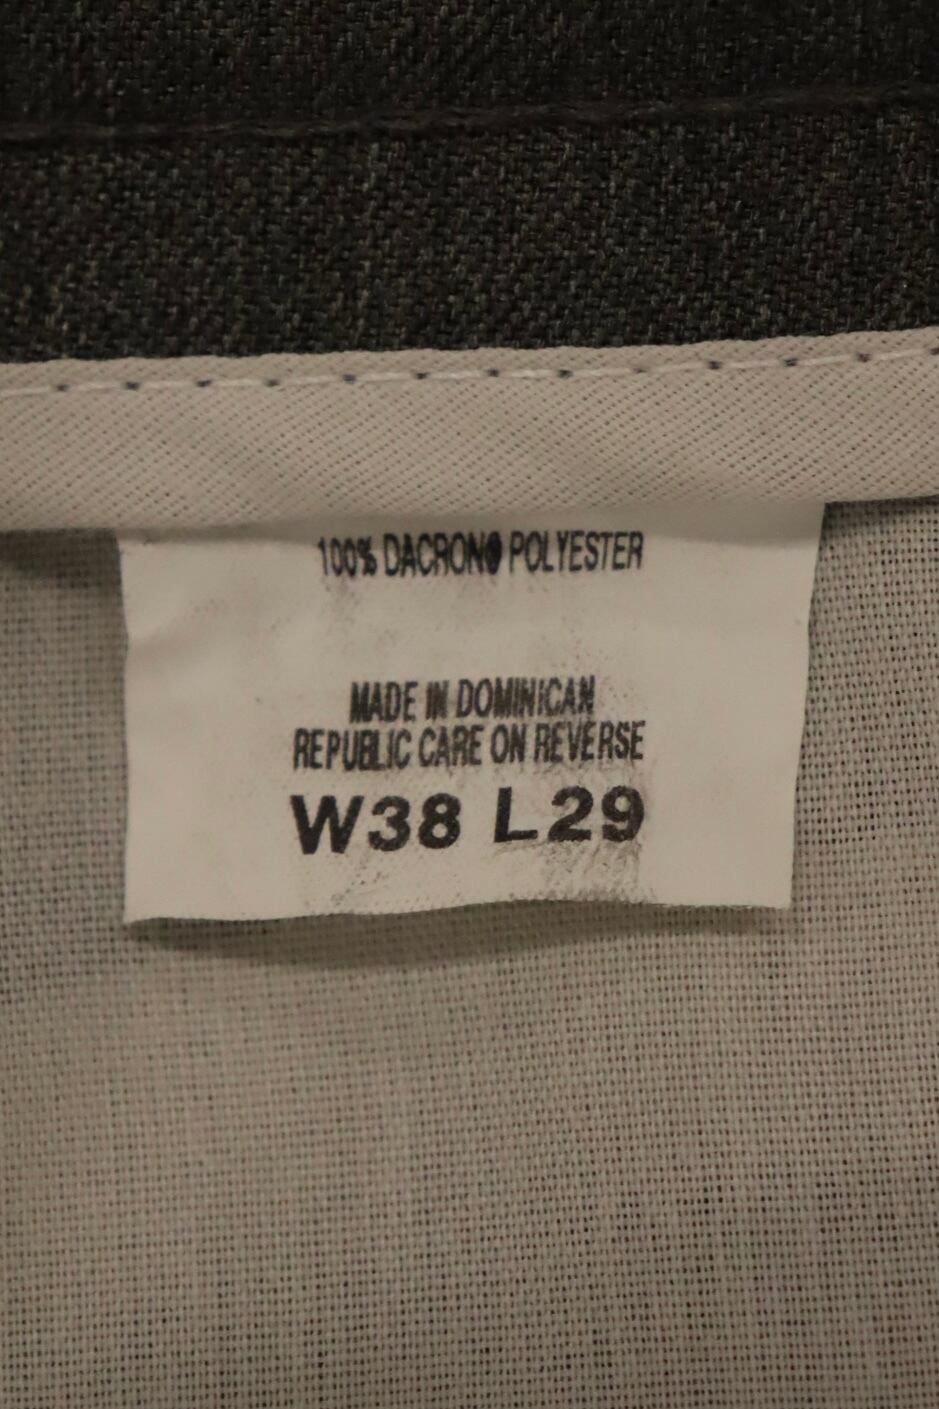 100% DACRON® POLYESTER
MADE IN DOMINICAN
REPUBLIC CARE ON REVERSE
W38 L29